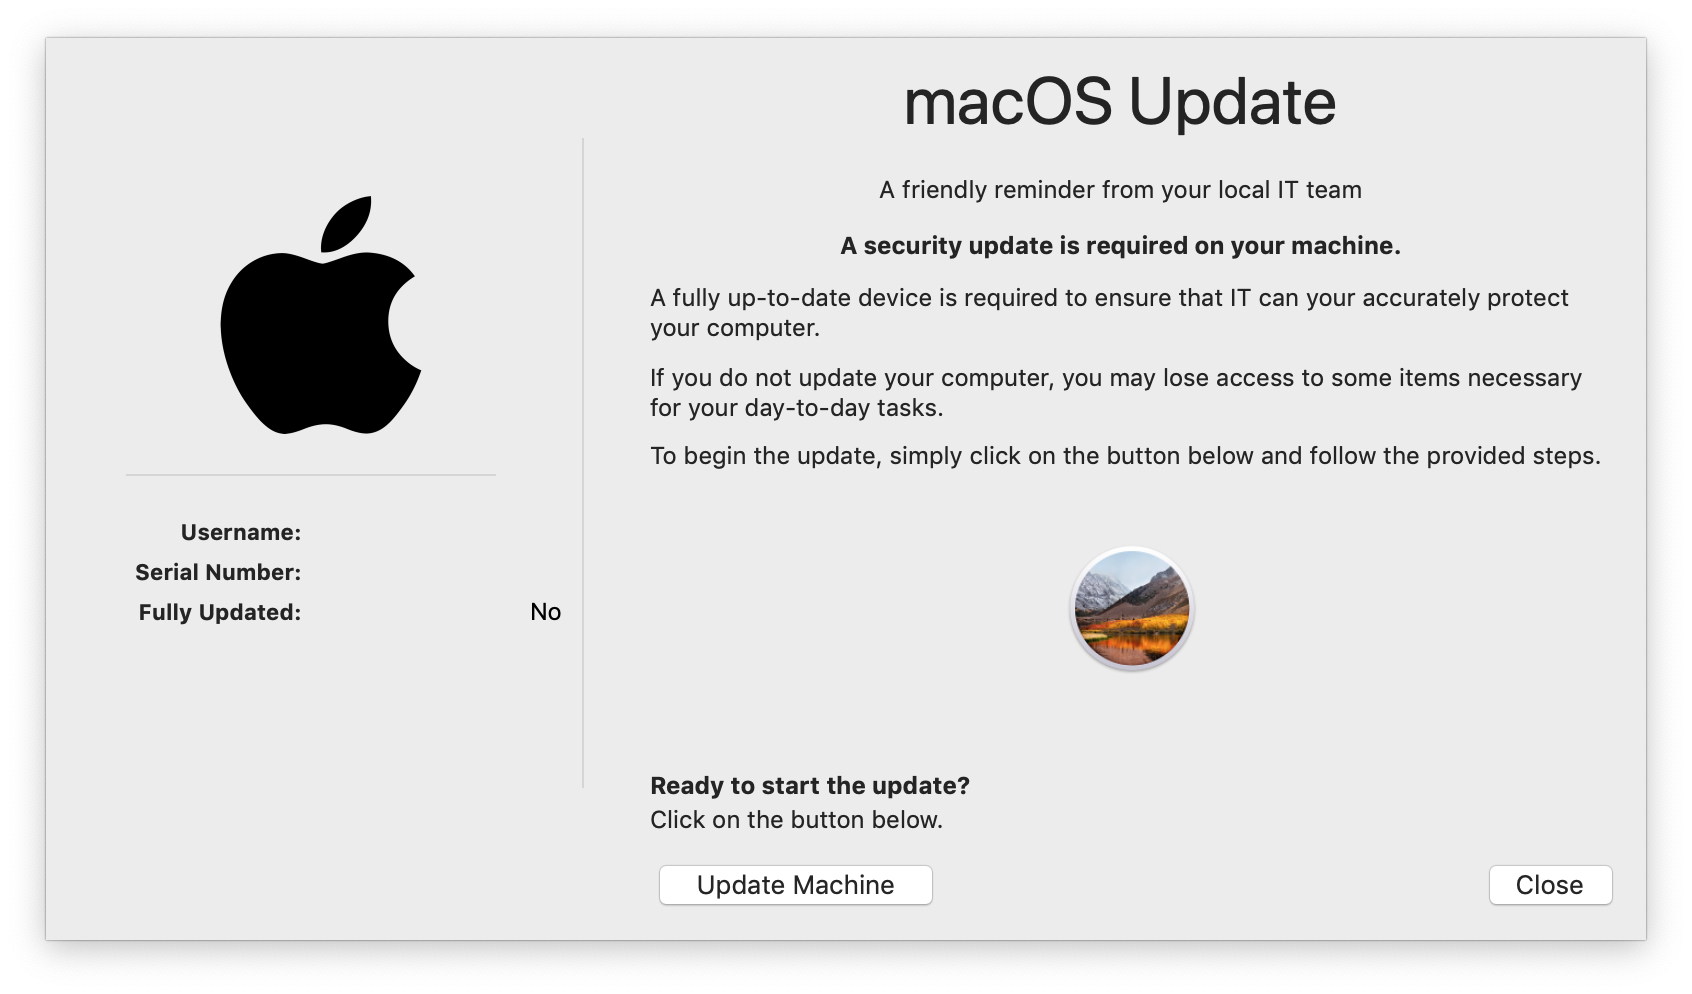 macOS Update
A friendly reminder from your local IT team
A security update is required on your machine.
A fully up-to-date device is required to ensure that IT can your accurately protect
your computer.
If you do not update your computer, you may lose access to some items necessary
for your day-to-day tasks.
To begin the update, simply click on the button below and follow the provided steps.
Username:
Serial Number:
Fully Updated: No
Ready to start the update?
Click on the button below.
Update Machine
Close